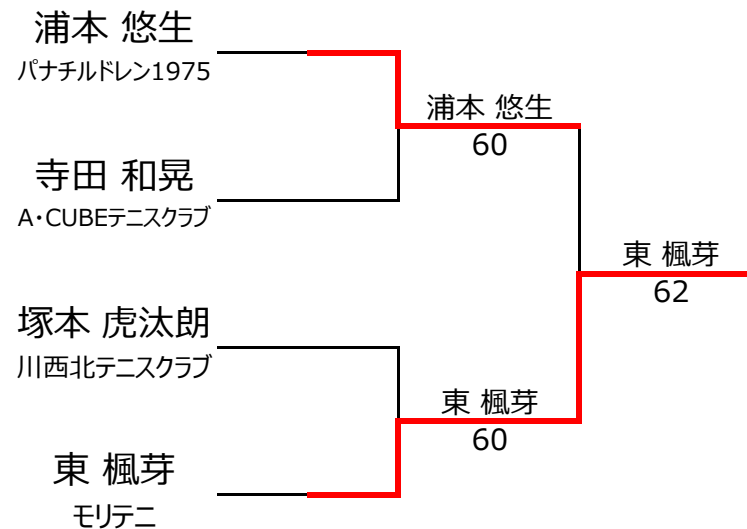 浦本 悠生
パナチルドレン1975
浦本 悠生
60
寺田 和晃
A・CUBEテニスクラブ
東 楓芽
62
塚本 虎汰朗
川西北テニスクラブ
東 楓芽
60
東 楓芽
モリテニ